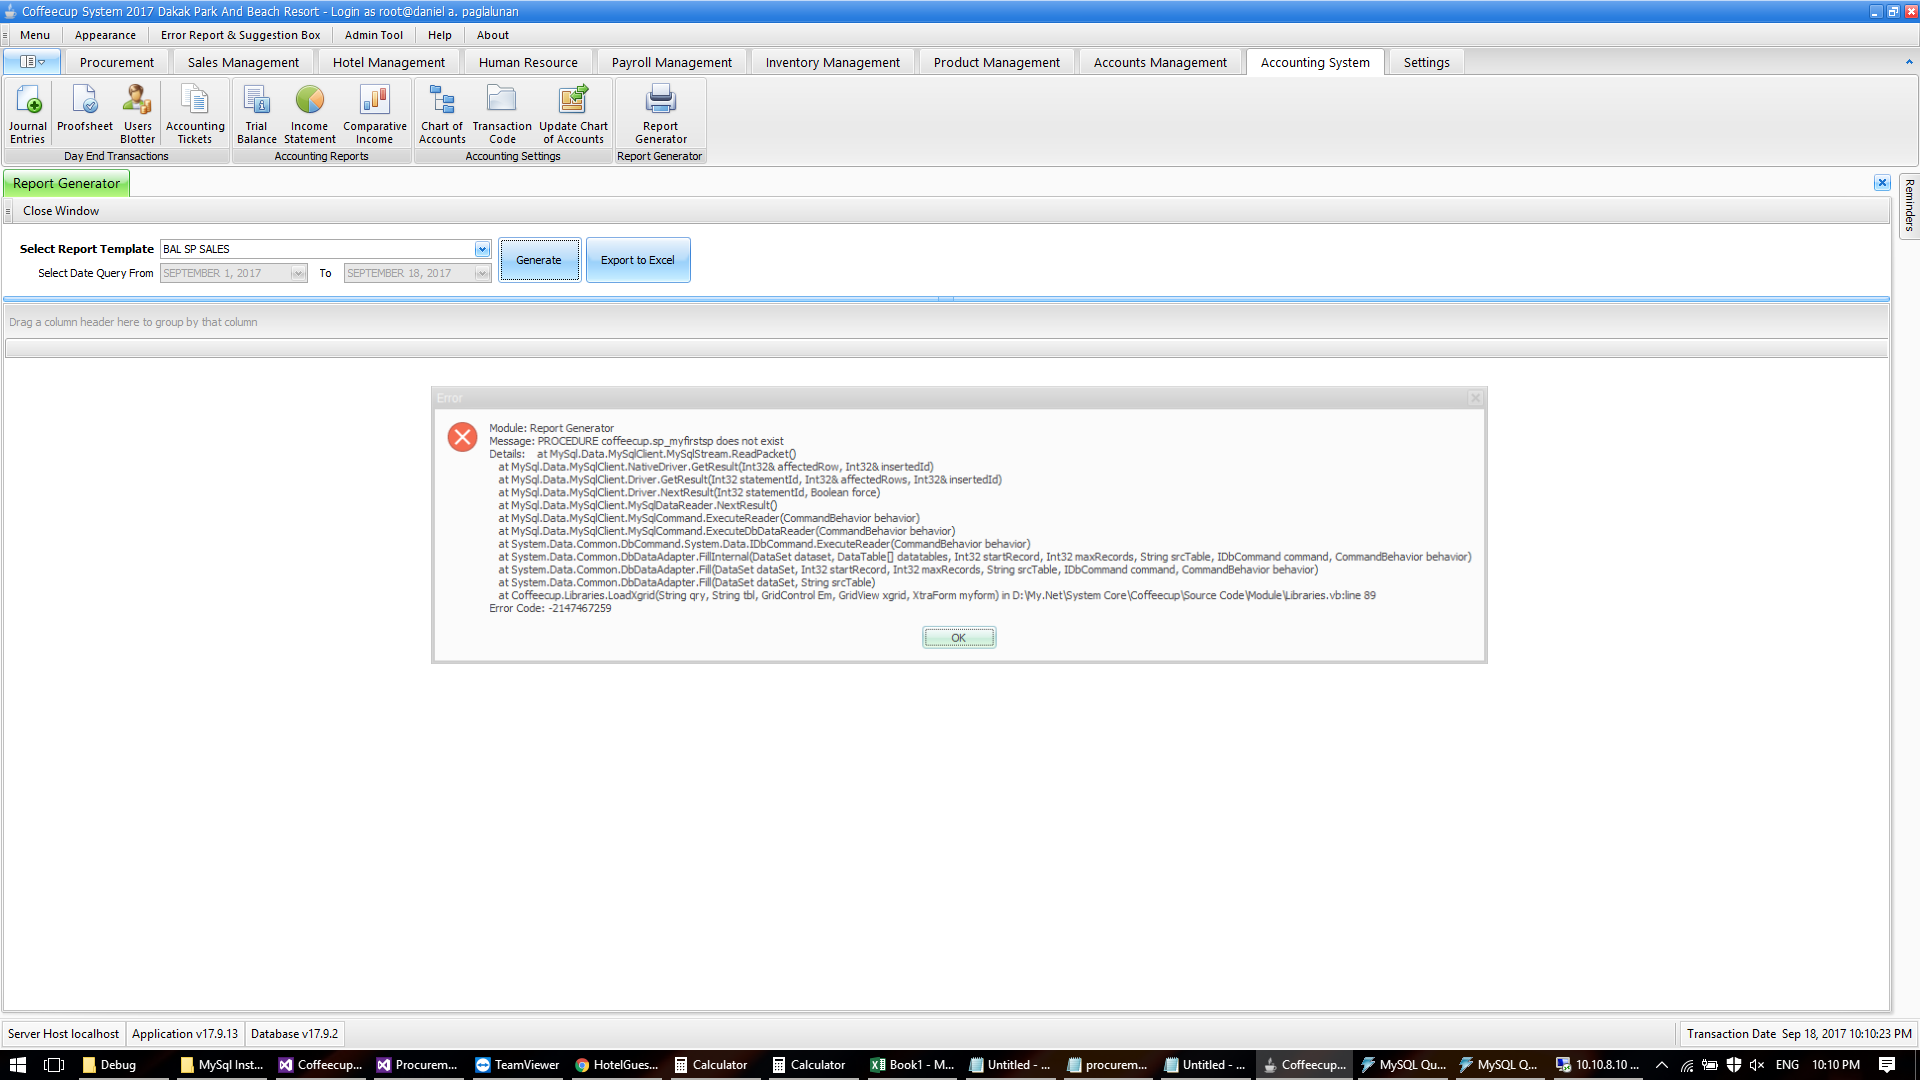 Coffeecup System 2017 Dakak Park And Beach Resort - Login as root@daniel a. paglalunan
Menu Appearance Error Report & Suggestion Box Admin Tool Help About
Procurement Sales Management Hotel Management Human Resource Payroll Management Inventory Management Product Management Accounts Management Accounting System Settings
Journal Entries Proofsheet Users Blotter Accounting Tickets Trial Balance Income Statement Comparative Income Chart of Accounts Transaction Code Update Chart of Accounts Report Generator
Day End Transactions Accounting Reports Accounting Settings Report Generator
Report Generator
Reminders
Close Window
Select Report Template BAL SP SALES
Generate Export to Excel
Select Date Query From SEPTEMBER 1, 2017 To SEPTEMBER 18, 2017
Drag a column header here to group by that column
Error
Module: Report Generator
Message: PROCEDURE coffeecup.sp_myfirstsp does not exist
Details: at MySql.Data.MySqlClient.MySqlStream.ReadPacket()
at MySql.Data.MySqlClient.NativeDriver.GetResult(Int32& affectedRow, Int32& insertedId)
at MySql.Data.MySqlClient.Driver.GetResult(Int32 statementId, Int32& affectedRows, Int32& insertedId)
at MySql.Data.MySqlClient.Driver.NextResult(Int32 statementId, Boolean force)
at MySql.Data.MySqlClient.MySqlDataReader.NextResult()
at MySql.Data.MySqlClient.MySqlCommand.ExecuteReader(CommandBehavior behavior)
at MySql.Data.MySqlClient.MySqlCommand.ExecuteDbDataReader(CommandBehavior behavior)
at System.Data.Common.DbCommand.System.Data.IDbCommand.ExecuteReader(CommandBehavior behavior)
at System.Data.Common.DbDataAdapter.FillInternal(DataSet dataset, DataTable[] datatables, Int32 startRecord, Int32 maxRecords, String srcTable, IDbCommand command, CommandBehavior behavior)
at System.Data.Common.DbDataAdapter.Fill(DataSet dataSet, Int32 startRecord, Int32 maxRecords, String srcTable, IDbCommand command, CommandBehavior behavior)
at System.Data.Common.DbDataAdapter.Fill(DataSet dataSet, String srcTable)
at Coffeecup.Libraries.LoadXgrid(String qry, String tbl, GridControl Em, GridView xgrid, XtraForm myform) in D:\My.Net\System Core\Coffeecup\Source Code\Module\Libraries.vb:line 89
Error Code: -2147467259
OK
Server Host localhost Application v17.9.13 Database v17.9.2 Transaction Date Sep 18, 2017 10:10:23 PM
Debug MySql Inst... Coffeecup... Procurem... TeamViewer HotelGues... Calculator Calculator Book1 - M... Untitled - ... procurem... Untitled - ... Coffeecup... MySQL Qu... MySQL Q... 10.10.8.10 ... ENG 10:10 PM